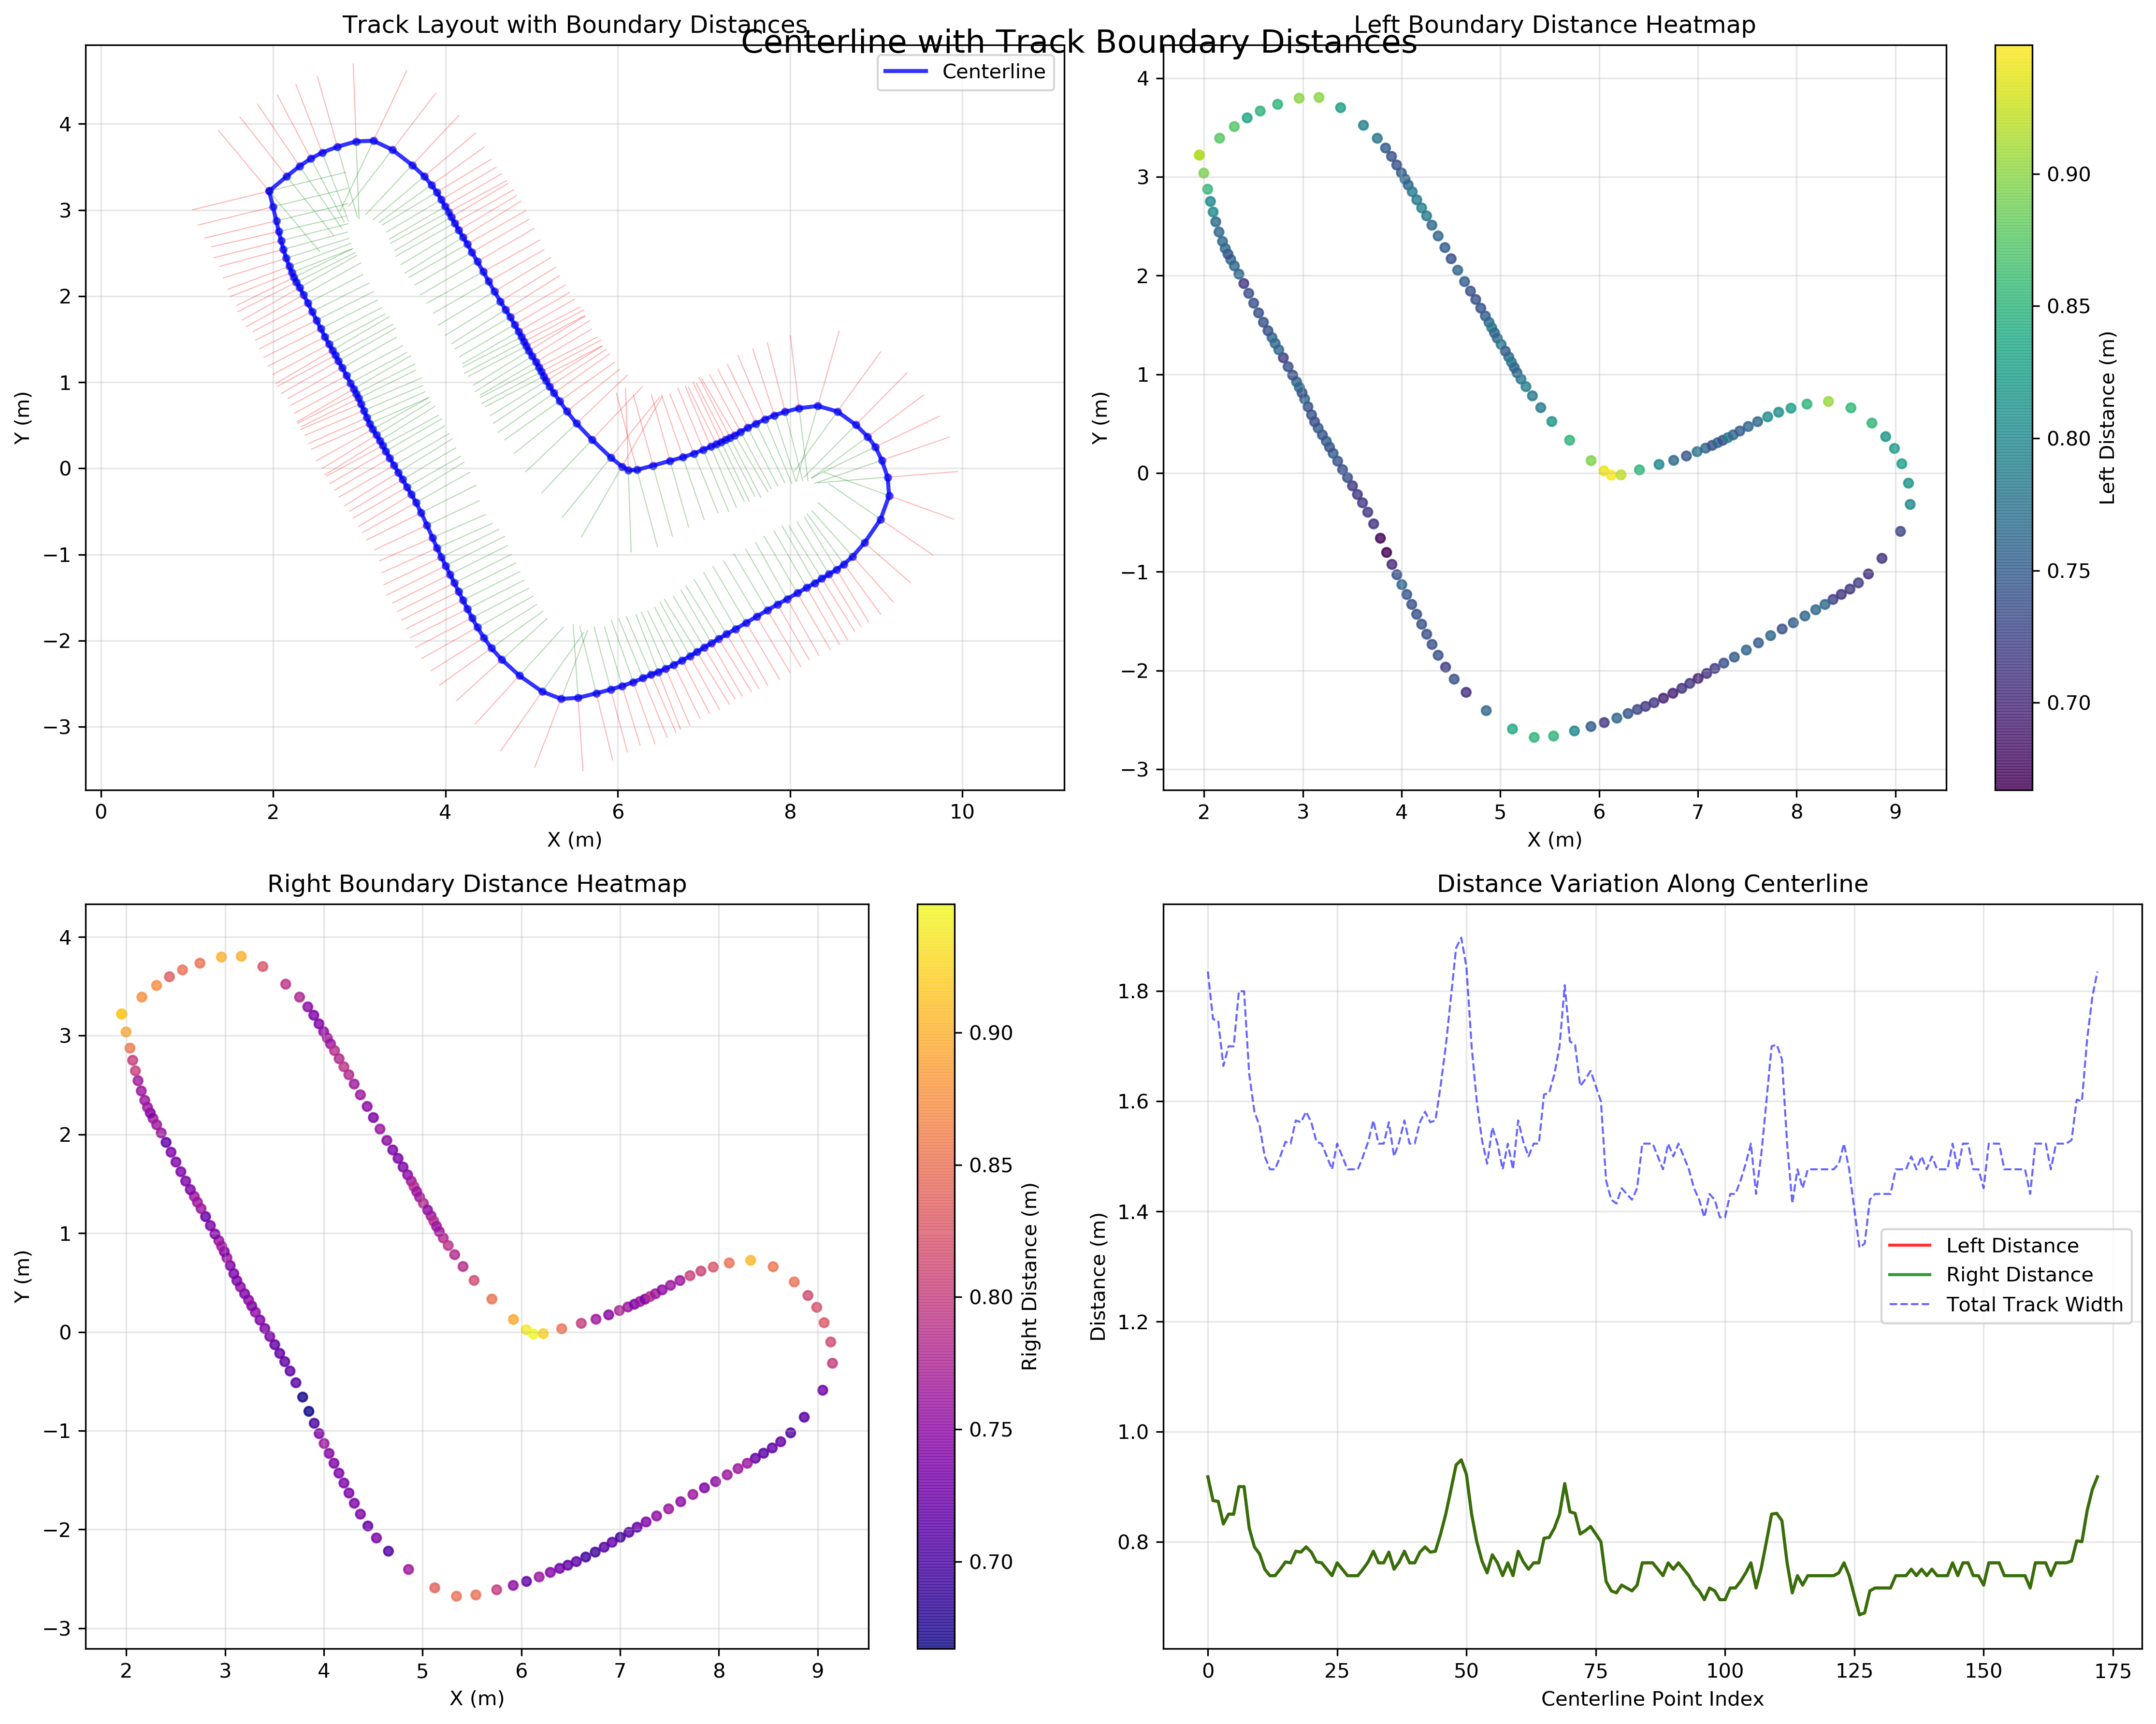 Centerline with Track Boundary Distances
Track Layout with Boundary Distances
Centerline
4
3
2
1
0
−1
−2
−3
Y (m)
0 2 4 6 8 10
X (m)
Left Boundary Distance Heatmap
4
3
2
1
0
−1
−2
−3
Y (m)
2 3 4 5 6 7 8 9
X (m)
0.90
0.85
0.80
0.75
0.70
Left Distance (m)
Right Boundary Distance Heatmap
4
3
2
1
0
−1
−2
−3
Y (m)
2 3 4 5 6 7 8 9
X (m)
0.90
0.85
0.80
0.75
0.70
Right Distance (m)
Distance Variation Along Centerline
1.8
1.6
1.4
1.2
1.0
0.8
Distance (m)
Left Distance
Right Distance
Total Track Width
0 25 50 75 100 125 150 175
Centerline Point Index